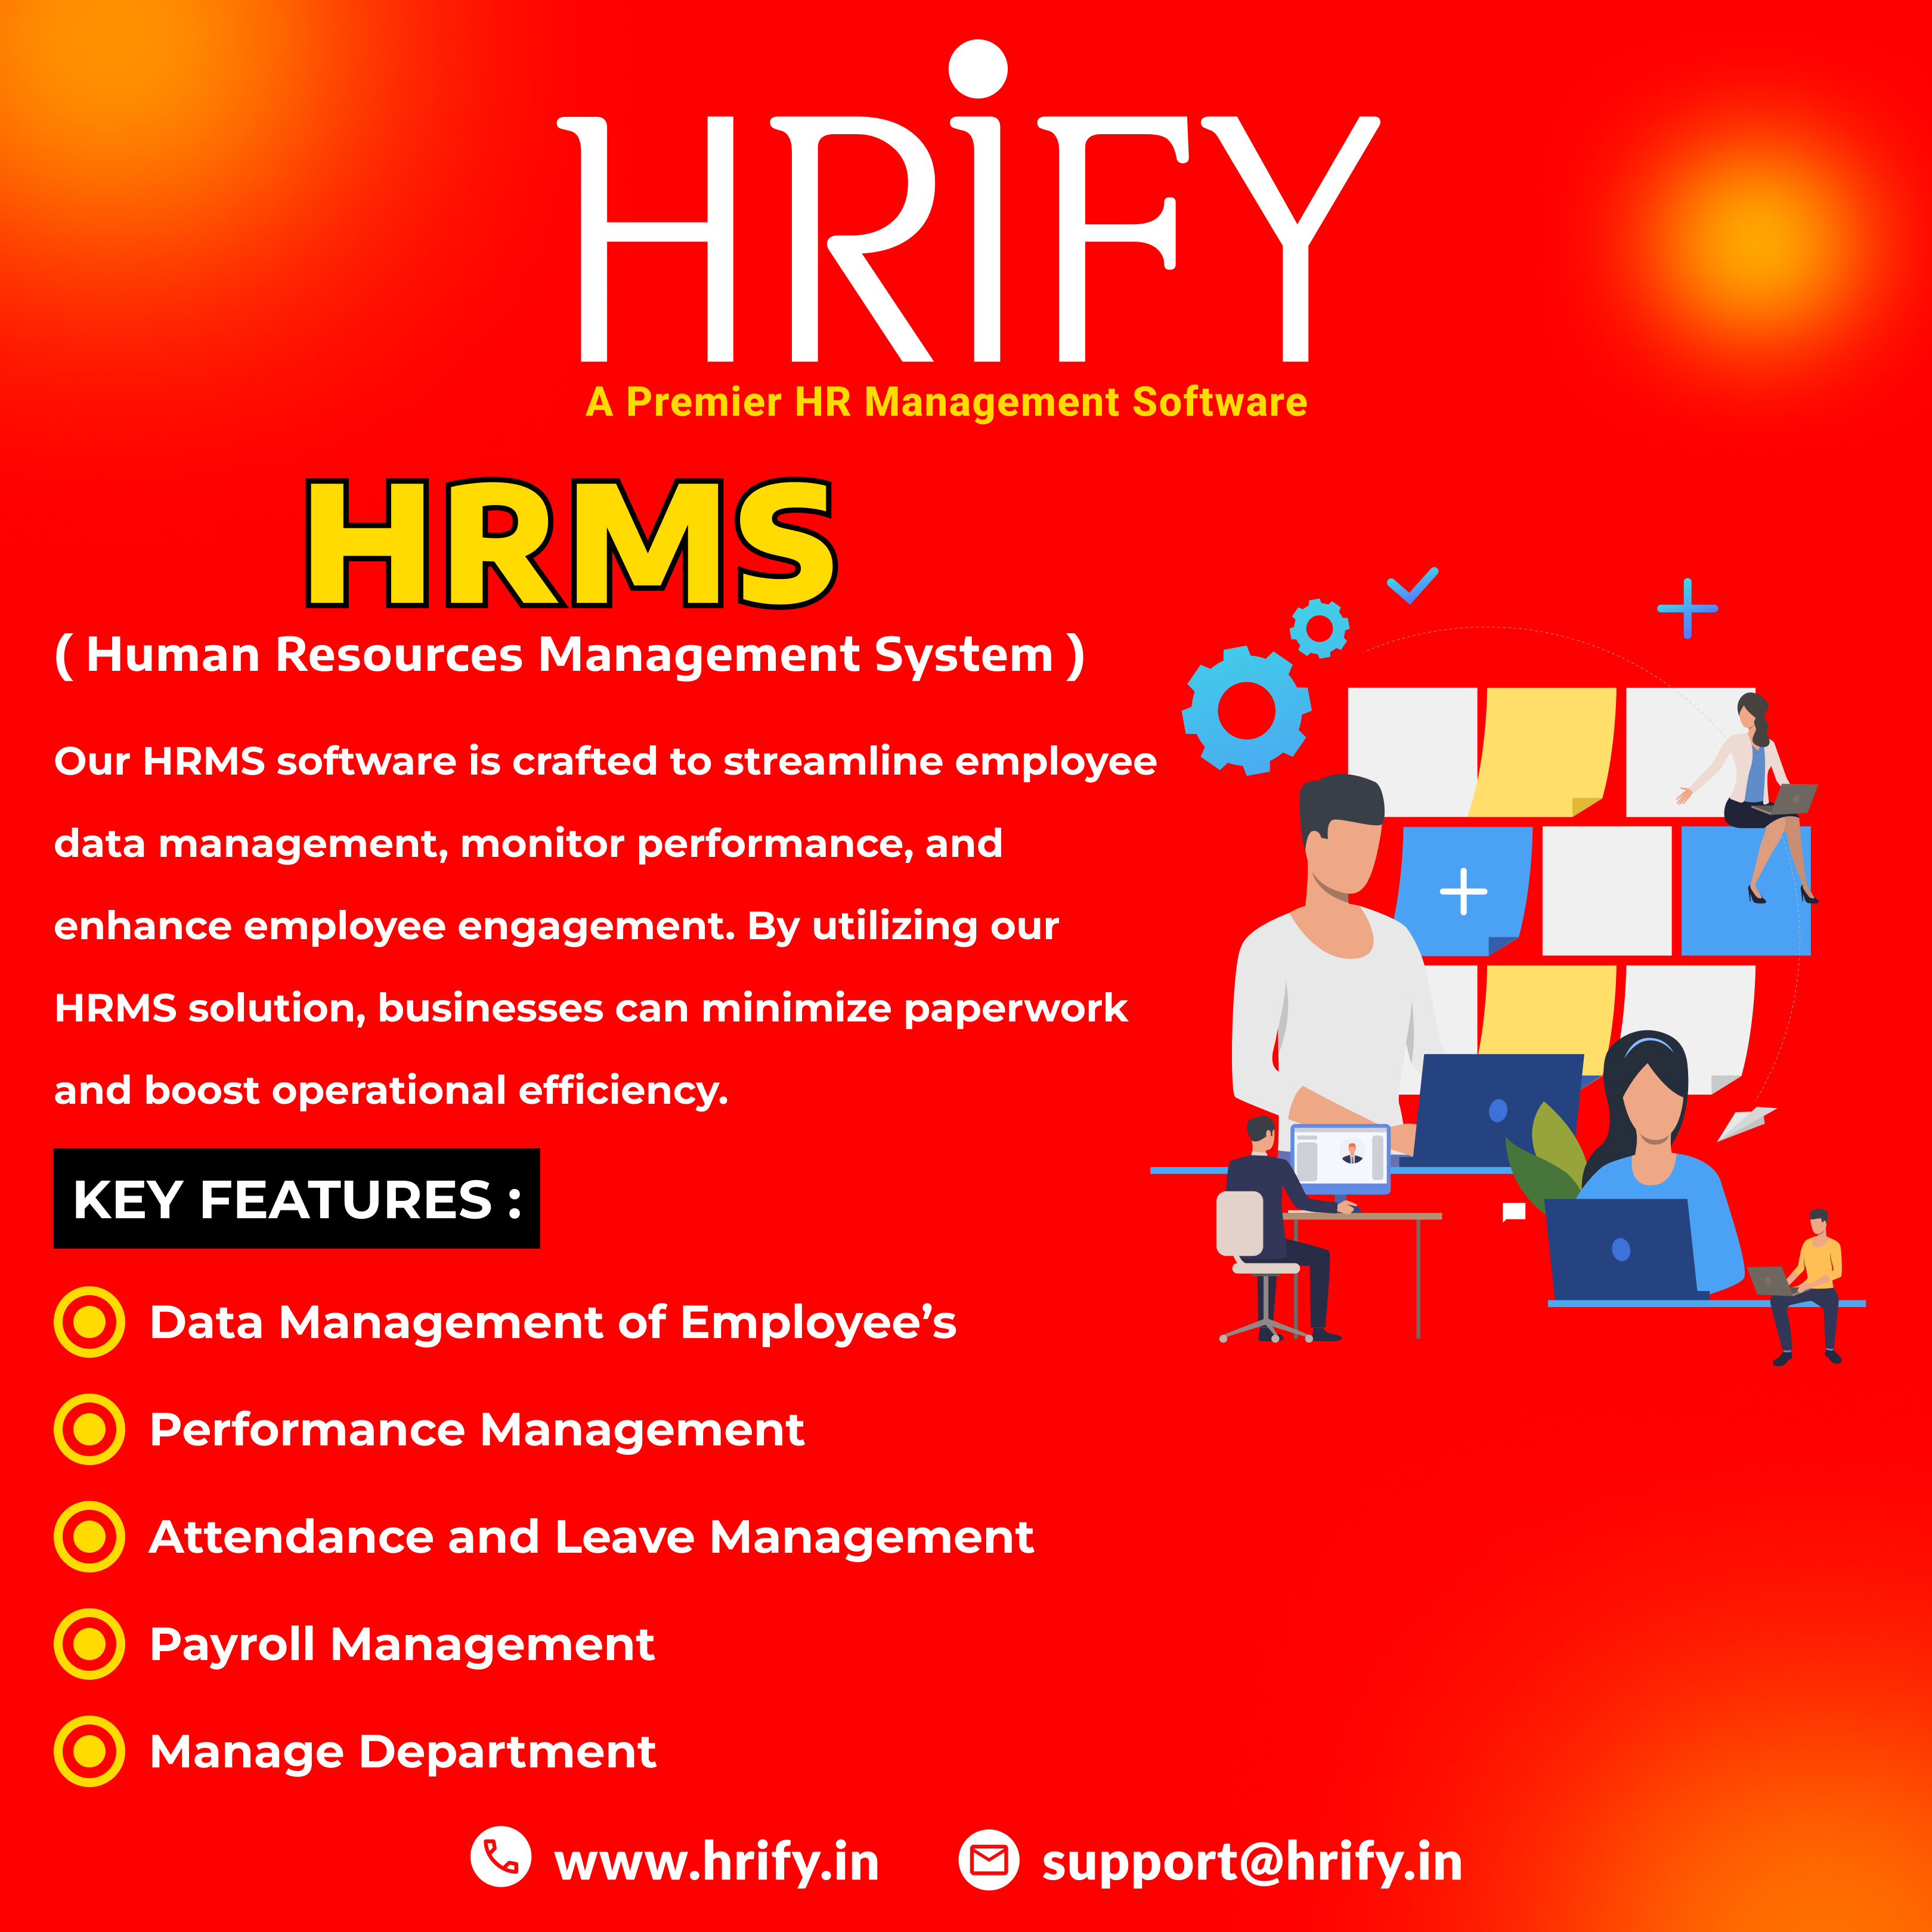 HRIFY
A Premier HR Management Software
HRMS
( Human Resources Management System )
Our HRMS software is crafted to streamline employee
data management, monitor performance, and
enhance employee engagement. By utilizing our
HRMS solution, businesses can minimize paperwork
and boost operational efficiency.
KEY FEATURES :
Data Management of Employee’s
Performance Management
Attendance and Leave Management
Payroll Management
Manage Department
www.hrify.in
support@hrify.in